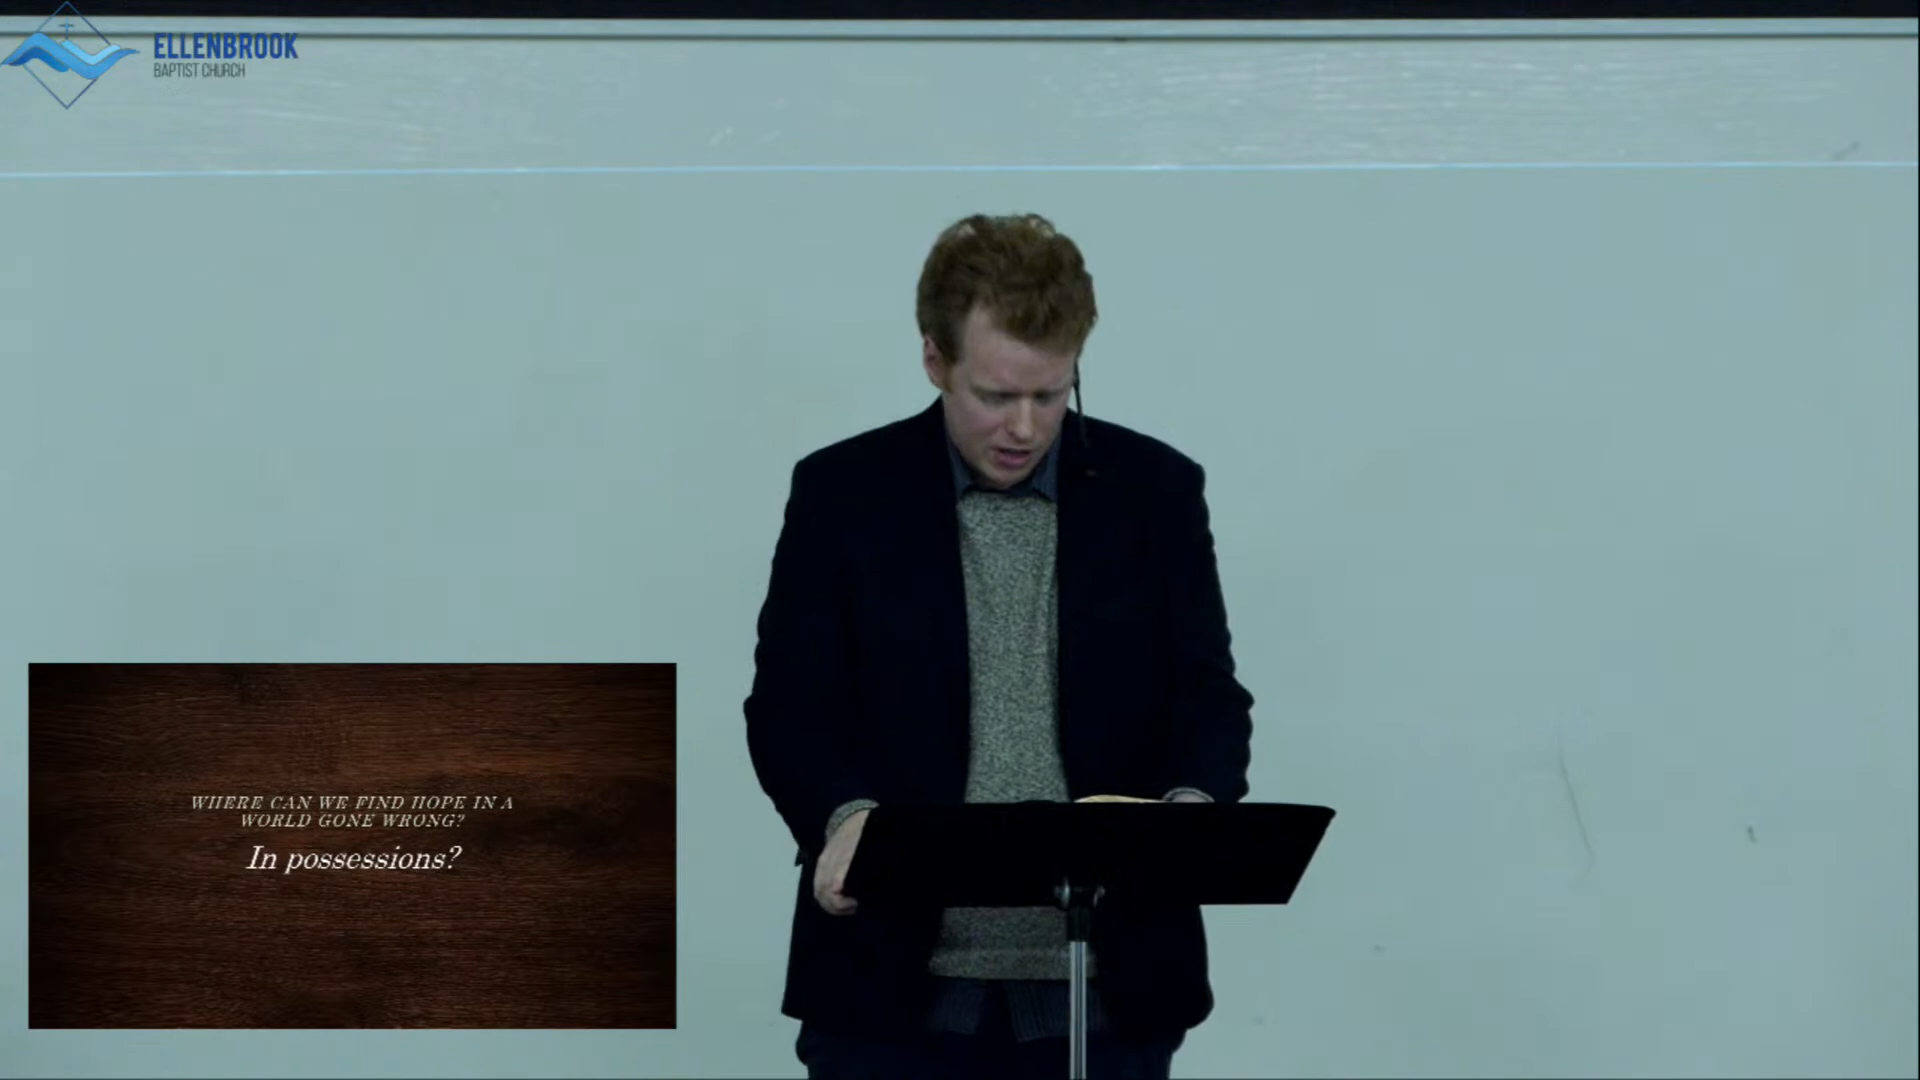 ELLENBROOK
BAPTIST CHURCH
WHERE CAN WE FIND HOPE IN A
WORLD GONE WRONG?
In possessions?